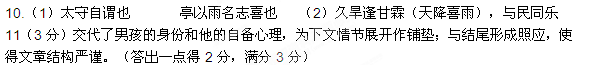 10.（1）太守自谓也　　　亭以雨名志喜也　（2）久旱逢甘霖（天降喜雨），与民同乐
11（3 分）交代了男孩的身份和他的自备心理，为下文情节展开作铺垫；与结尾形成照应，使
得文章结构严谨。（答出一点得 2 分，满分 3 分）